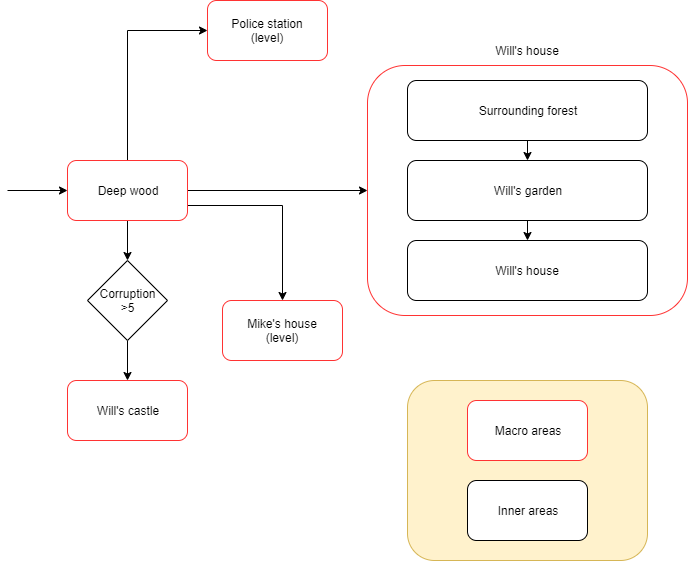 Police station
(level)
Will's house
Surrounding forest
Deep wood
Will's garden
Will's house
Corruption
>5
Mike's house
(level)
Will's castle
Macro areas
Inner areas